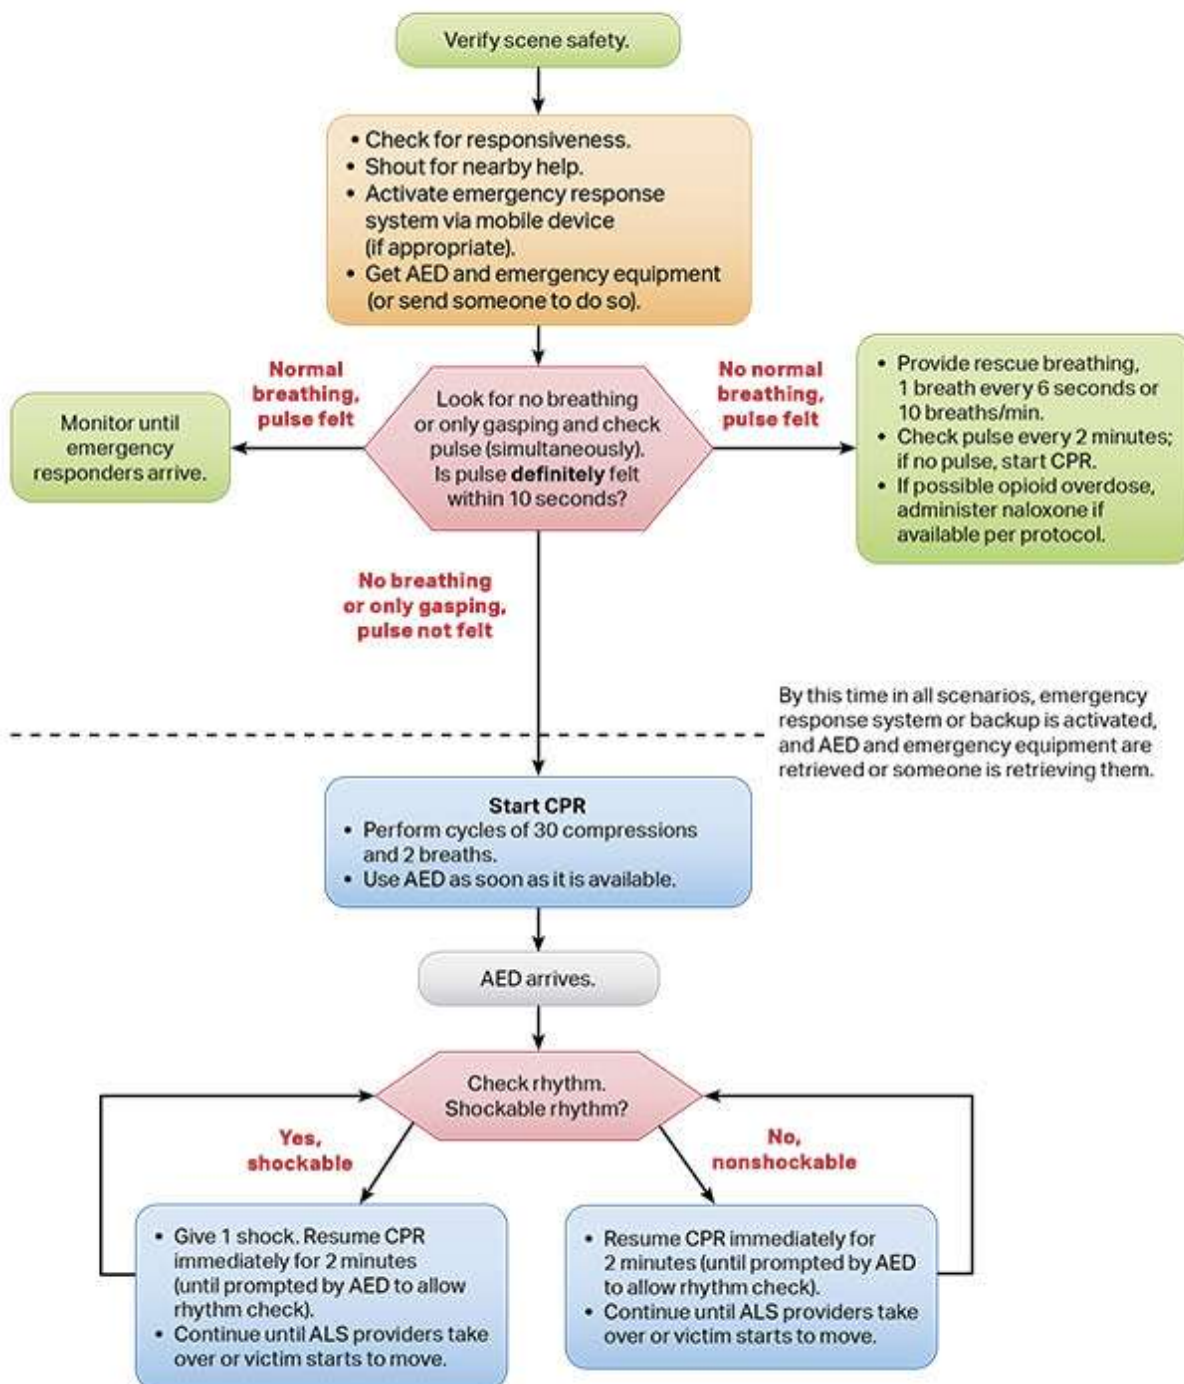 Verify scene safety.
• Check for responsiveness.
• Shout for nearby help.
• Activate emergency response
system via mobile device
(if appropriate).
• Get AED and emergency equipment
(or send someone to do so).
Normal
breathing,
pulse felt
No normal
breathing,
pulse felt
Monitor until
emergency
responders arrive.
Look for no breathing
or only gasping and check
pulse (simultaneously).
Is pulse definitely felt
within 10 seconds?
• Provide rescue breathing,
1 breath every 6 seconds or
10 breaths/min.
• Check pulse every 2 minutes;
if no pulse, start CPR.
• If possible opioid overdose,
administer naloxone if
available per protocol.
No breathing
or only gasping,
pulse not felt
By this time in all scenarios, emergency
response system or backup is activated,
and AED and emergency equipment are
retrieved or someone is retrieving them.
Start CPR
• Perform cycles of 30 compressions
and 2 breaths.
• Use AED as soon as it is available.
AED arrives.
Check rhythm.
Shockable rhythm?
Yes,
shockable
No,
nonshockable
• Give 1 shock. Resume CPR
immediately for 2 minutes
(until prompted by AED to allow
rhythm check).
• Continue until ALS providers take
over or victim starts to move.
• Resume CPR immediately for
2 minutes (until prompted by AED
to allow rhythm check).
• Continue until ALS providers take
over or victim starts to move.